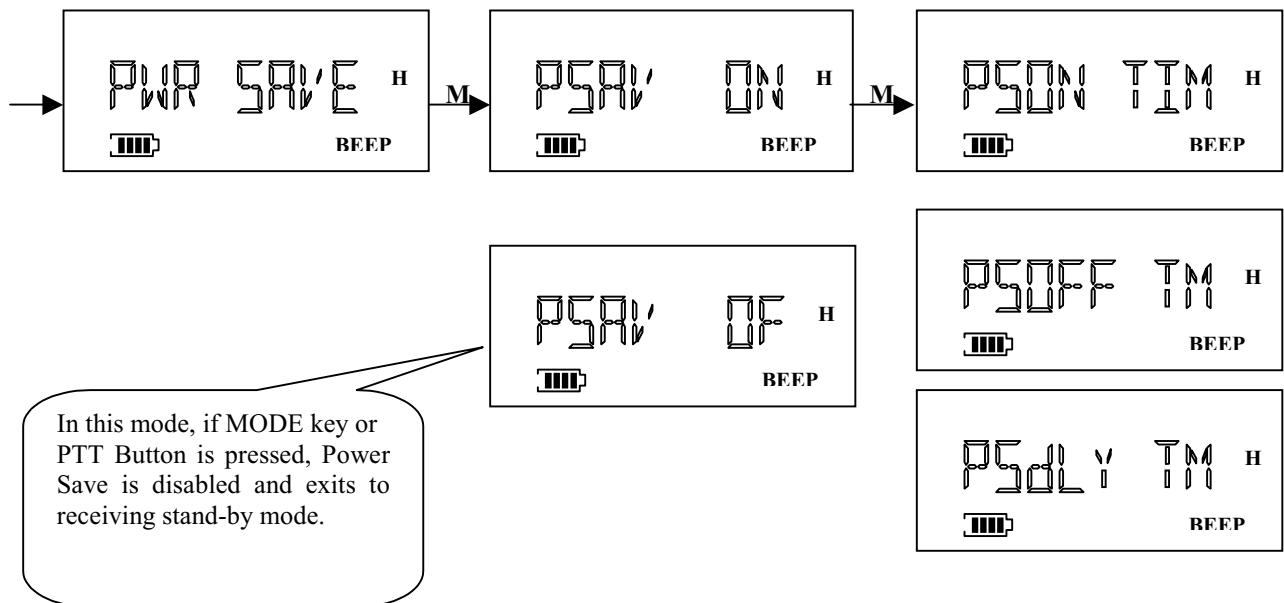 PWR SAVE H
BEEP
M
PSAV ON H
BEEP
M
PSON TIM H
BEEP
PSAV OF H
BEEP
PSOFF TM H
BEEP
PSdLY TM H
BEEP
In this mode, if MODE key or
PTT Button is pressed, Power
Save is disabled and exits to
receiving stand-by mode.